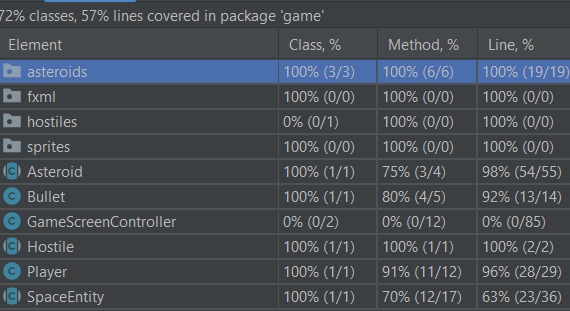 72% classes, 57% lines covered in package 'game'
Element Class, % Method, % Line, %
asteroids 100% (3/3) 100% (6/6) 100% (19/19)
fxml 100% (0/0) 100% (0/0) 100% (0/0)
hostiles 0% (0/1) 100% (0/0) 100% (0/0)
sprites 100% (0/0) 100% (0/0) 100% (0/0)
Asteroid 100% (1/1) 75% (3/4) 98% (54/55)
Bullet 100% (1/1) 80% (4/5) 92% (13/14)
GameScreenController 0% (0/2) 0% (0/12) 0% (0/85)
Hostile 100% (1/1) 100% (1/1) 100% (2/2)
Player 100% (1/1) 91% (11/12) 96% (28/29)
SpaceEntity 100% (1/1) 70% (12/17) 63% (23/36)